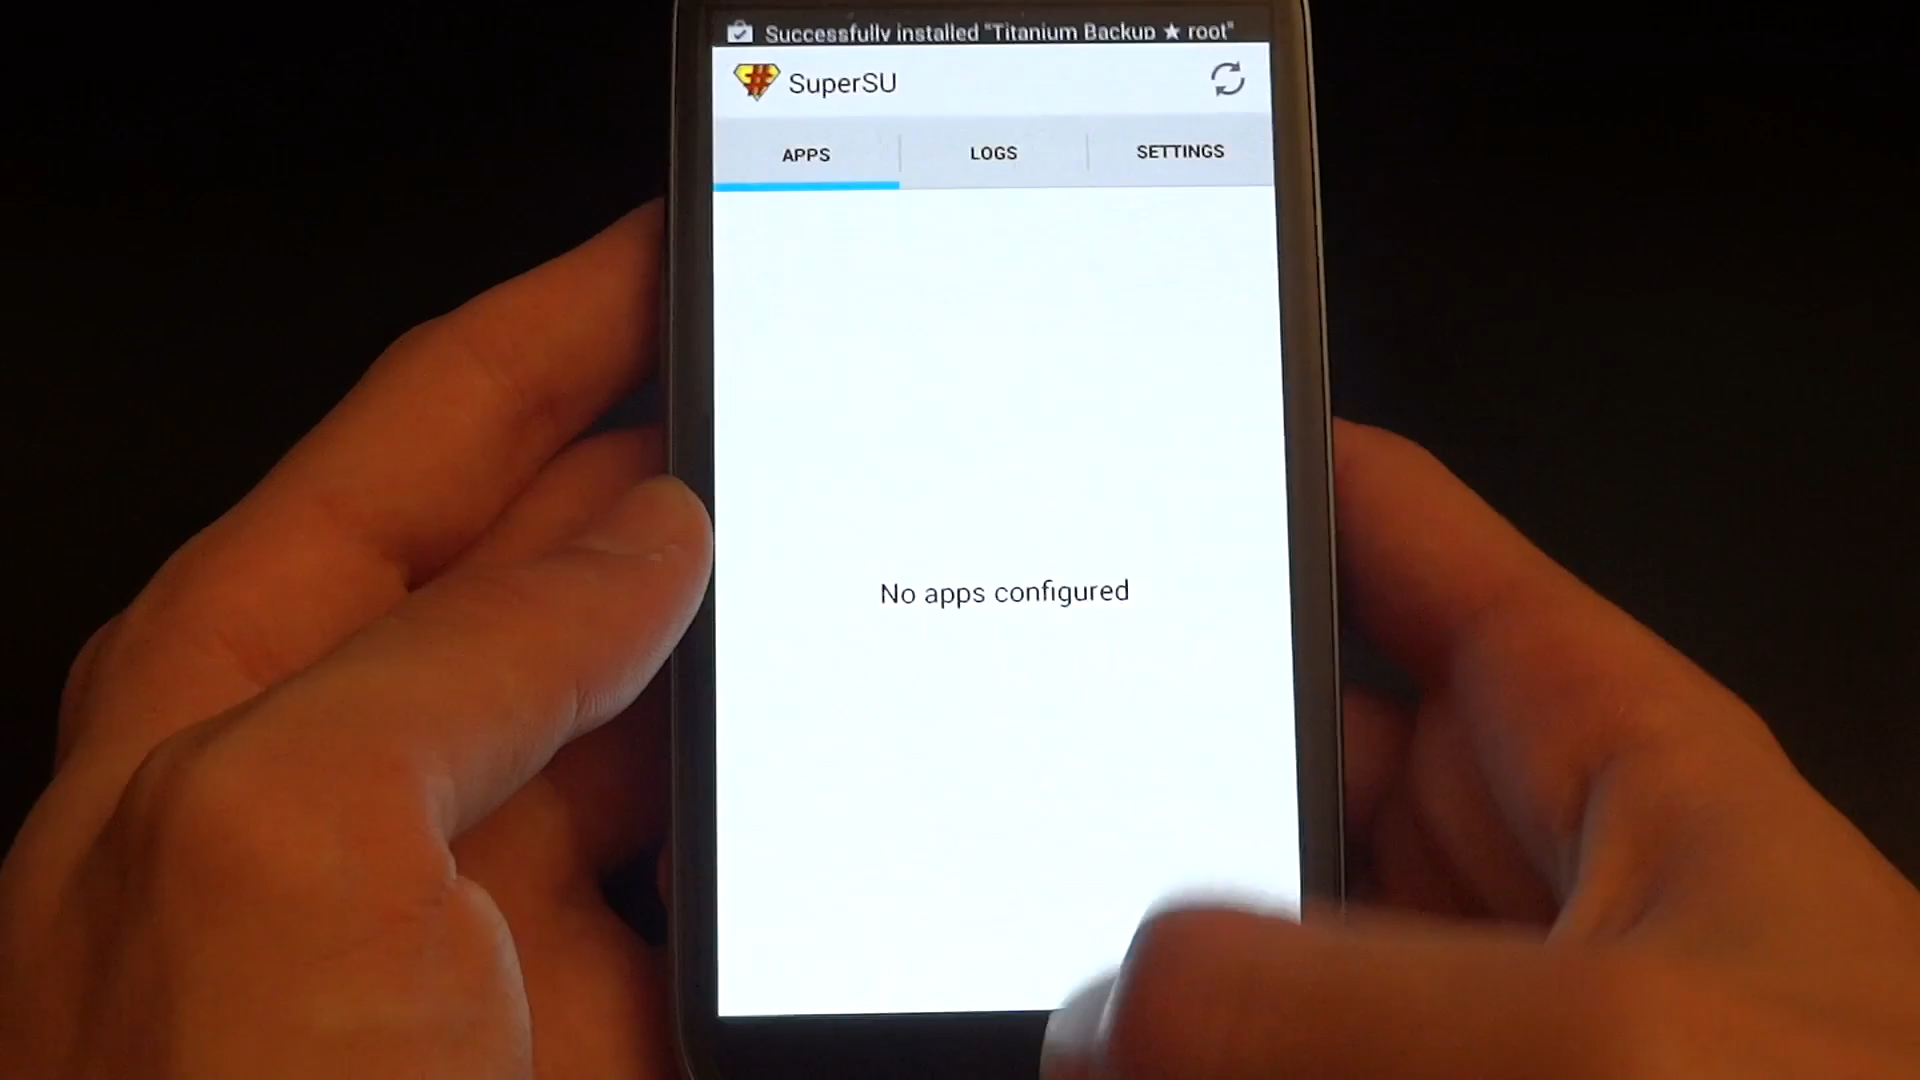 Successfully installed "Titanium Backup ★ root"
SuperSU
APPS
LOGS
SETTINGS
No apps configured